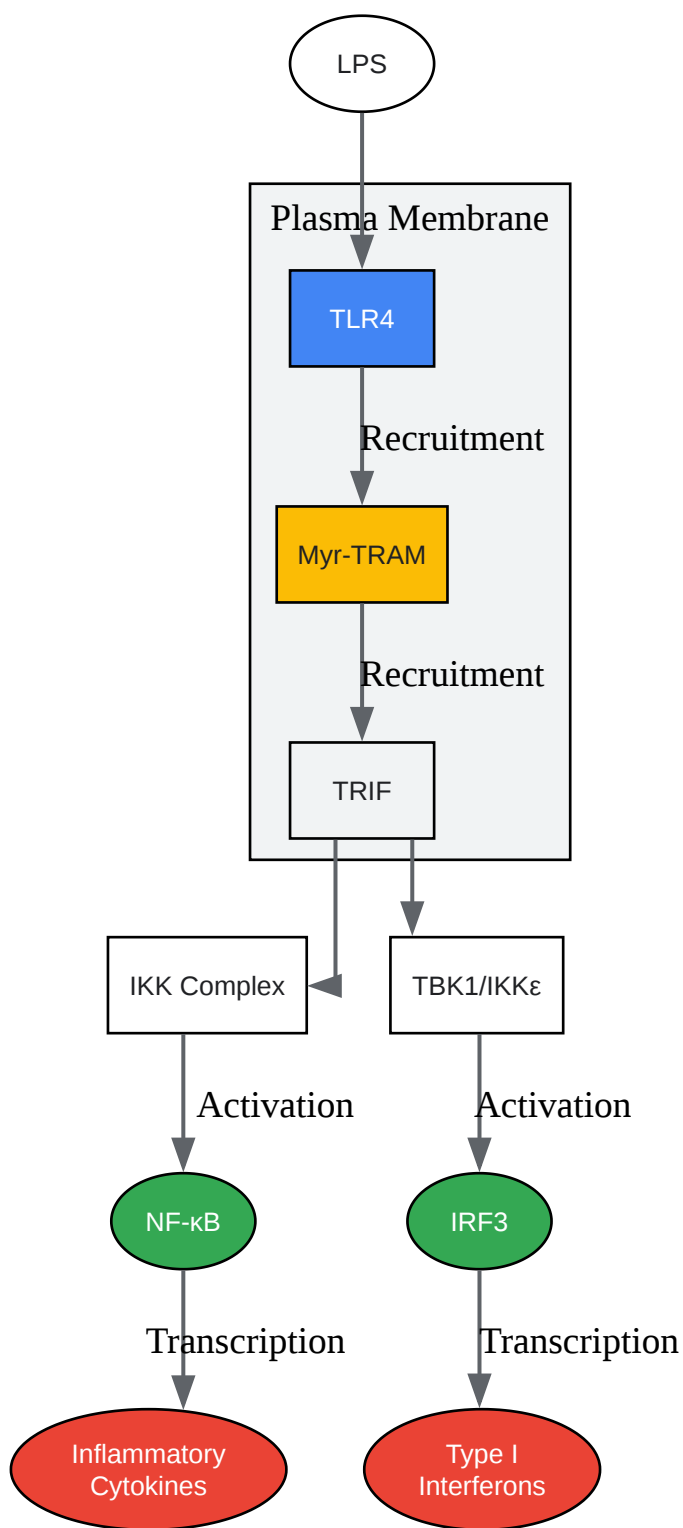 LPS
Plasma Membrane
TLR4
Recruitment
Myr-TRAM
Recruitment
TRIF
IKK Complex
TBK1/IKKε
Activation
Activation
NF-κB
IRF3
Transcription
Transcription
Inflammatory
Cytokines
Type I
Interferons